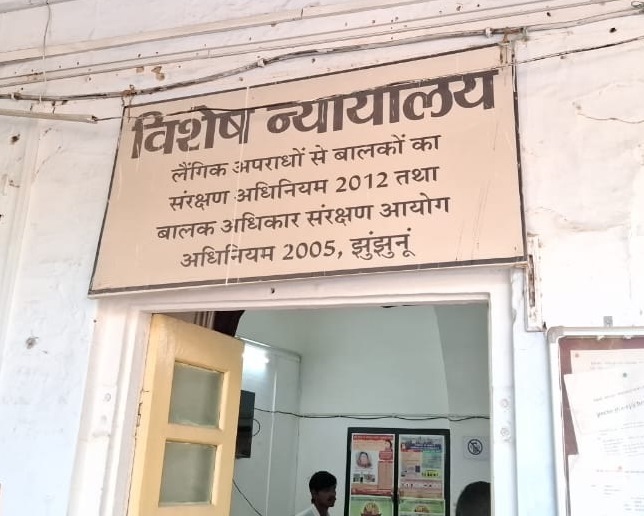 विशेष न्यायालय
लैंगिक अपराधों से बालकों का
संरक्षण अधिनियम 2012 तथा
बालक अधिकार संरक्षण आयोग
अधिनियम 2005, झुंझुनूं